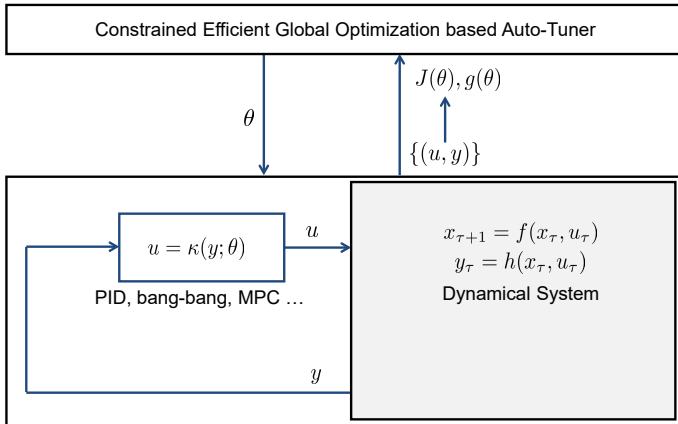 Constrained Efficient Global Optimization based Auto-Tuner
J(θ), g(θ)
θ
{(u, y)}
u = κ(y; θ)
u
x_{τ+1} = f(x_τ, u_τ)
y_τ = h(x_τ, u_τ)
PID, bang-bang, MPC …
Dynamical System
y